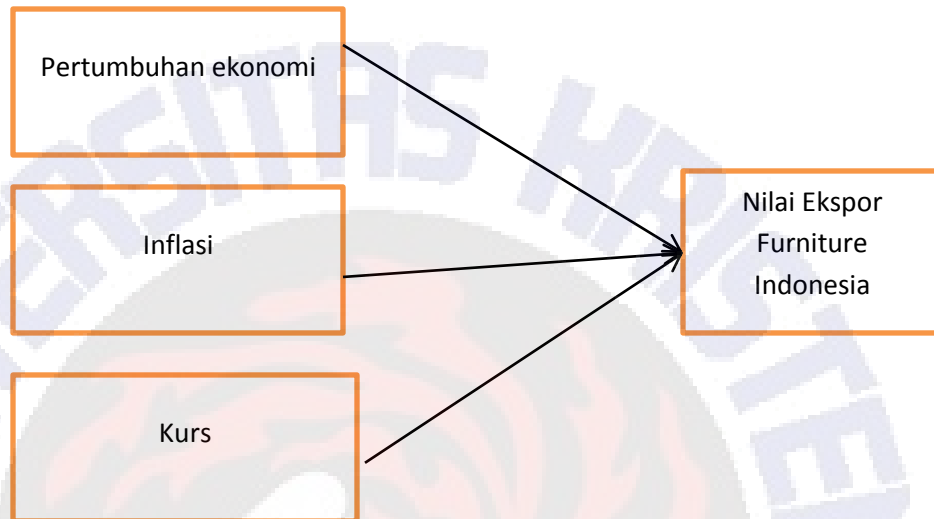 Pertumbuhan ekonomi
Inflasi
Kurs
Nilai Ekspor
Furniture
Indonesia